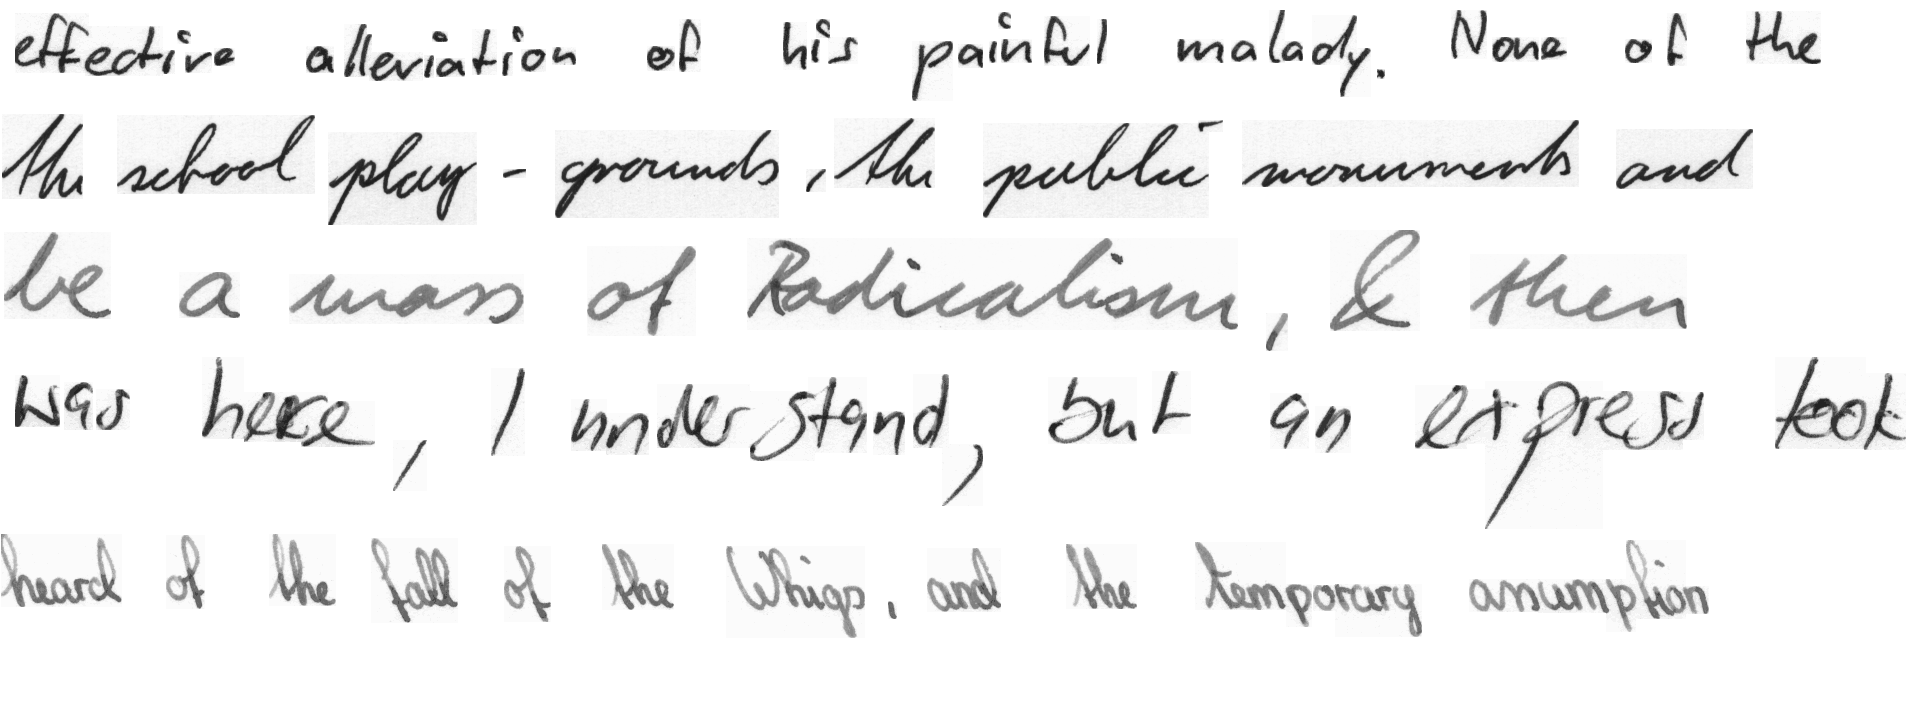 effective alleviation of his painful malady. None of the
the school play - grounds, the public monuments and
be a mass of Radicalism, & then
was here, I understand, but an express took
heard of the fall of the Whigs, and the temporary assumption